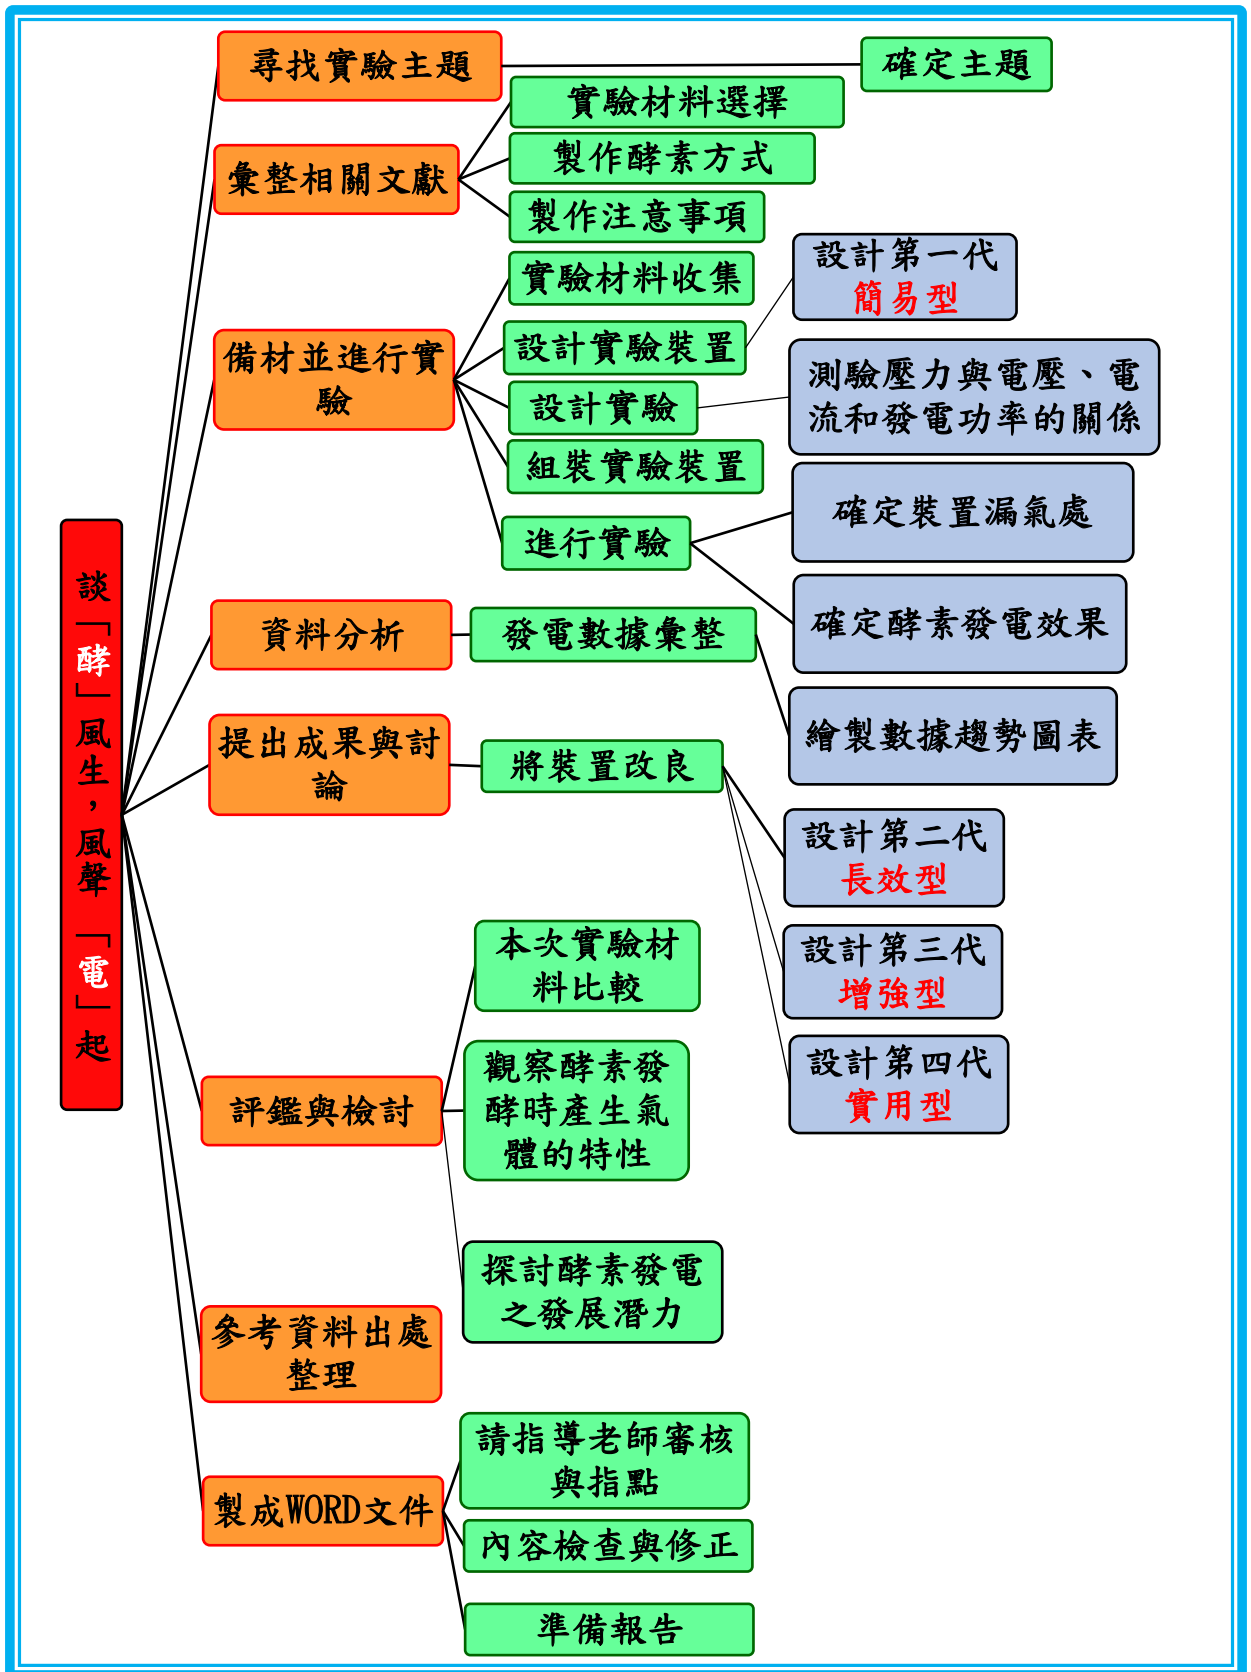 談「酵」風生，風聲「電」起
尋找實驗主題
確定主題
彙整相關文獻
實驗材料選擇
製作酵素方式
製作注意事項
備材並進行實
驗
實驗材料收集
設計實驗裝置
設計第一代
簡易型
設計實驗
測驗壓力與電壓、電
流和發電功率的關係
組裝實驗裝置
進行實驗
確定裝置漏氣處
確定酵素發電效果
資料分析
發電數據彙整
繪製數據趨勢圖表
提出成果與討
論
將裝置改良
設計第二代
長效型
設計第三代
增強型
設計第四代
實用型
評鑑與檢討
本次實驗材
料比較
觀察酵素發
酵時產生氣
體的特性
探討酵素發電
之發展潛力
參考資料出處
整理
製成WORD文件
請指導老師審核
與指點
內容檢查與修正
準備報告